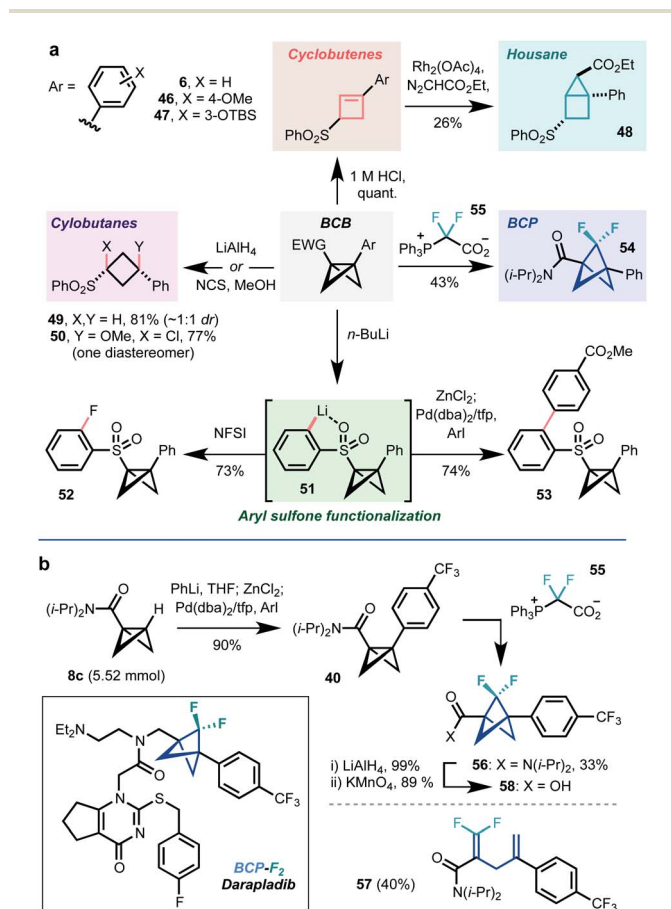 a
Ar =
X
6, X = H
46, X = 4-OMe
47, X = 3-OTBS
Cyclobutenes
Ar
PhO₂S
Rh₂(OAc)₄,
N₂CHCO₂Et,
26%
Housane
CO₂Et
Ph
PhO₂S
48
1 M HCl,
quant.
Cylobutanes
X Y
PhO₂S Ph
LiAlH₄
or
NCS, MeOH
BCB
EWG Ar
F F 55
Ph₃P + CO₂−
43%
BCP
54
F F
O
(i-Pr)₂N Ph
49, X,Y = H, 81% (~1:1 dr)
50, Y = OMe, X = Cl, 77%
(one diastereomer)
n-BuLi
F
O O
S Ph
52
NFSI
73%
Li
O O
S Ph
51
Aryl sulfone functionalization
ZnCl₂;
Pd(dba)₂/tfp,
ArI
74%
CO₂Me
O O
S Ph
53
b
O
(i-Pr)₂N H
8c (5.52 mmol)
PhLi, THF; ZnCl₂;
Pd(dba)₂/tfp, ArI
90%
CF₃
O
(i-Pr)₂N
40
55
F F
Ph₃P + CO₂−
F F
O
X
CF₃
i) LiAlH₄, 99%
ii) KMnO₄, 89 %
56: X = N(i-Pr)₂, 33%
58: X = OH
Et₂N
N
F
F
O
CF₃
N S
N
O
F
BCP-F₂
Darapladib
F F
O
N(i-Pr)₂
CF₃
57 (40%)